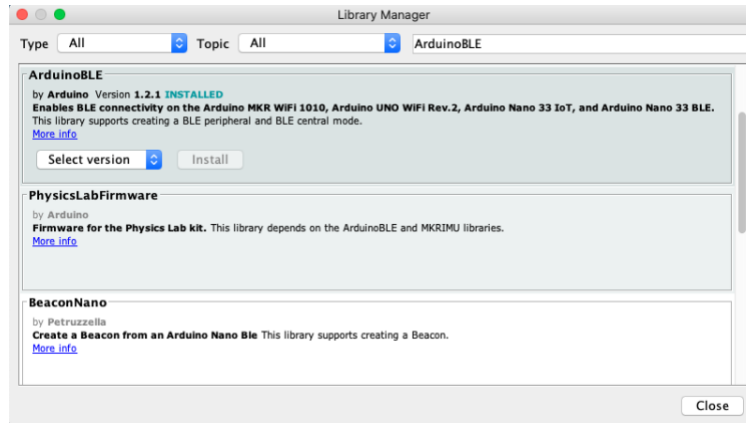 Library Manager
Type All Topic All ArduinoBLE
ArduinoBLE
by Arduino Version 1.2.1 INSTALLED
Enables BLE connectivity on the Arduino MKR WiFi 1010, Arduino UNO WiFi Rev.2, Arduino Nano 33 IoT, and Arduino Nano 33 BLE.
This library supports creating a BLE peripheral and BLE central mode.
More info
Select version Install
PhysicsLabFirmware
by Arduino
Firmware for the Physics Lab kit. This library depends on the ArduinoBLE and MKRIMU libraries.
More info
BeaconNano
by Petruzzella
Create a Beacon from an Arduino Nano Ble This library supports creating a Beacon.
More info
Close